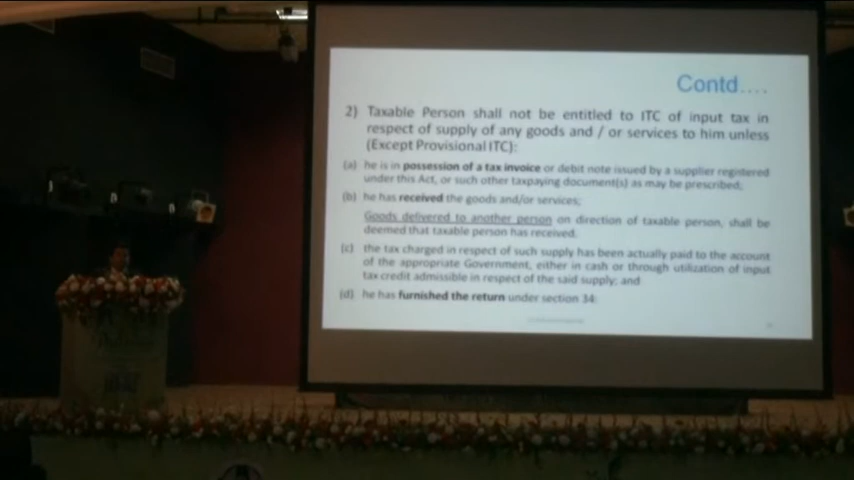 Contd....
2) Taxable Person shall not be entitled to ITC of input tax in
respect of supply of any goods and / or services to him unless
(Except Provisional ITC):
(a) he is in possession of a tax invoice or debit note issued by a supplier registered
under this Act, or such other taxpaying document(s) as may be prescribed;
(b) he has received the goods and/or services;
Goods delivered to another person on direction of taxable person, shall be
deemed that taxable person has received.
(c) the tax charged in respect of such supply has been actually paid to the account
of the appropriate Government, either in cash or through utilization of input
tax credit admissible in respect of the said supply; and
(d) he has furnished the return under section 34: